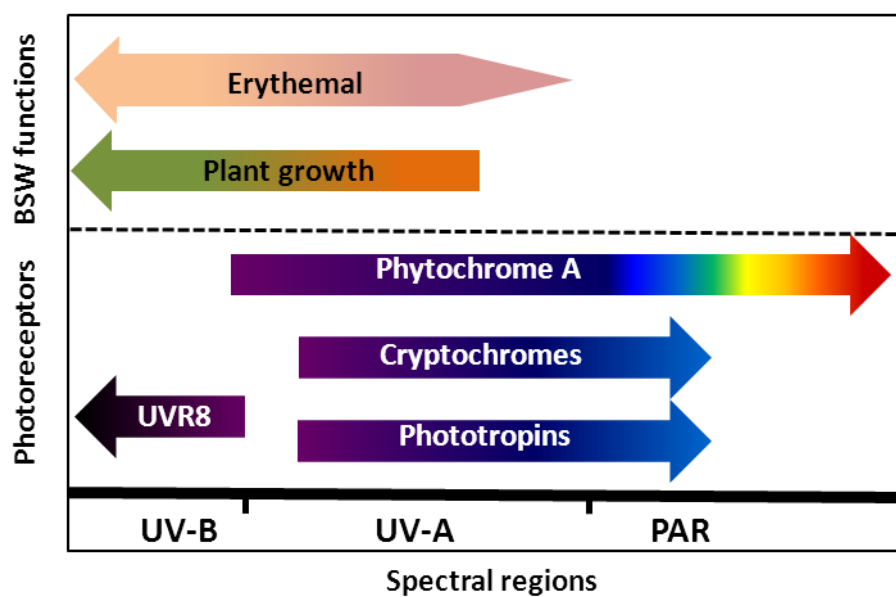 BSW functions
Erythemal
Plant growth
Photoreceptors
Phytochrome A
Cryptochromes
UVR8
Phototropins
UV-B UV-A PAR
Spectral regions